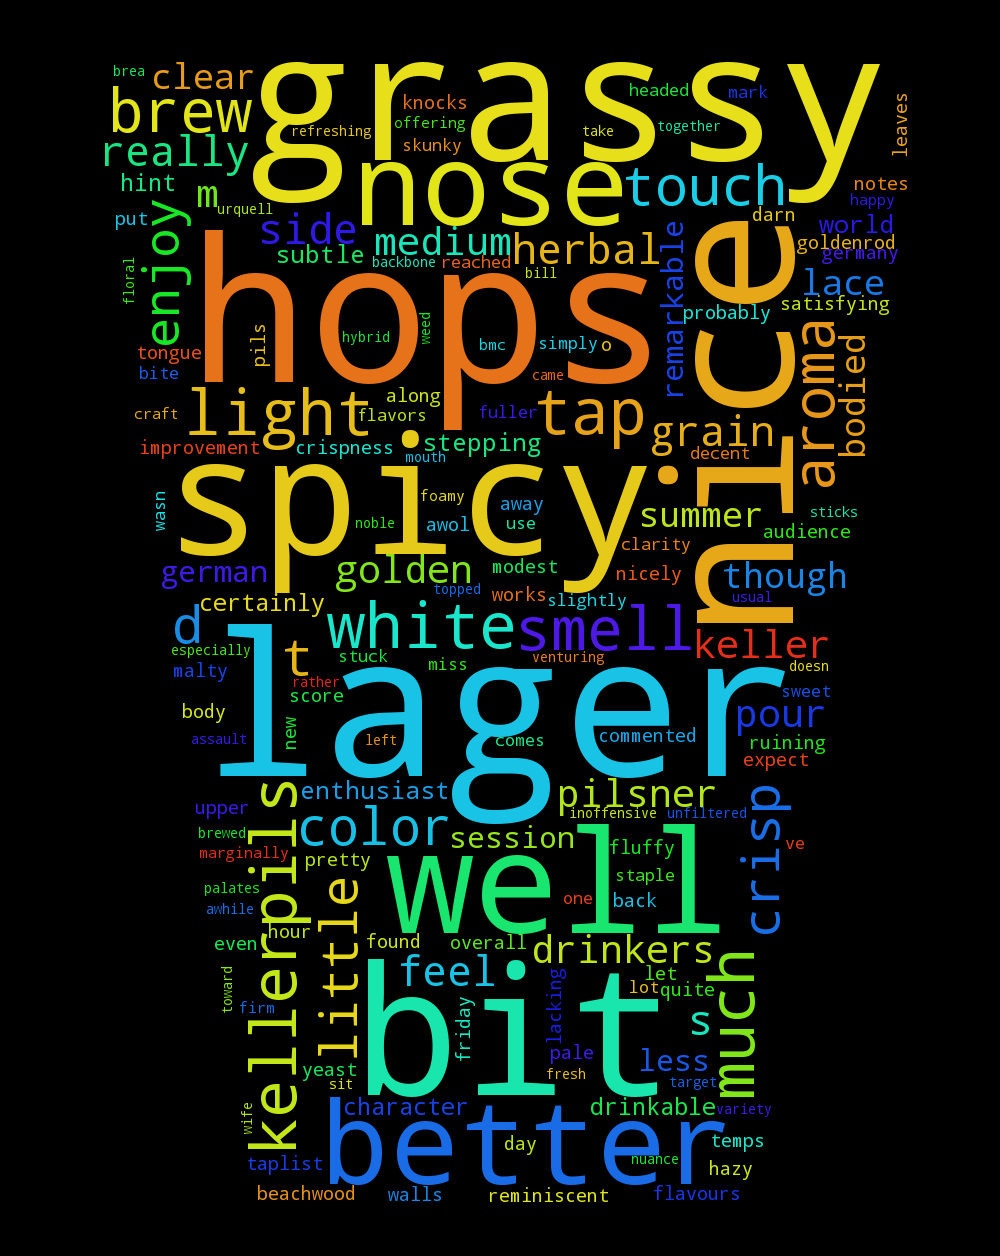 brea
clear
grassy
headed
mark
brew
knocks
offering
refreshing
skunky
take
together
leaves
really
nose
hint
m
urquell
touch
notes
happy
put
enjoy
side
medium
herbal
darn
world
goldenrod
germany
subtle
backbone
reached
bill
remarkable
nice
lace
satisfying
probably
floral
hops
hybrid
weed
pils
bmc
simply
o
tongue
bite
came
aroma
bodied
craft
light
along
flavors
fuller
tap
grain
improvement
crispness
stepping
mouth
decent
spicy
foamy
away
wasn
noble
awol
use
summer
sticks
audience
clarity
german
golden
modest
nicely
though
topped
works
slightly
usual
certainly
d
white
smell
keller
especially
t
stuck
miss
venturing
doesn
malty
rather
score
lager
sweet
body
new
pour
assault
left
comes
commented
ruining
expect
enthusiast
pilsner
upper
kellerpils
inoffensive
unfiltered
crisp
brewed
color
session
well
fluffy
ve
marginally
pretty
staple
palates
little
one
back
awhile
hour
even
found
overall
drinkers
toward
feel
bit
lacking
let
lot
quite
much
firm
friday
s
yeast
pale
less
sit
fresh
target
wife
character
drinkable
variety
better
day
temps
taplist
nuance
hazy
beachwood
walls
reminiscent
flavours